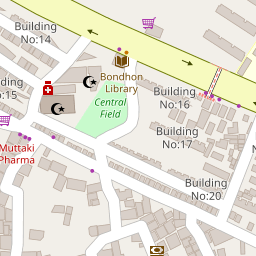 Building
No:14
Bondhon
Library
Building
No:15
Central
Field
Building
No:16
Building
No:17
Muttaki
Pharma
Building
No:20